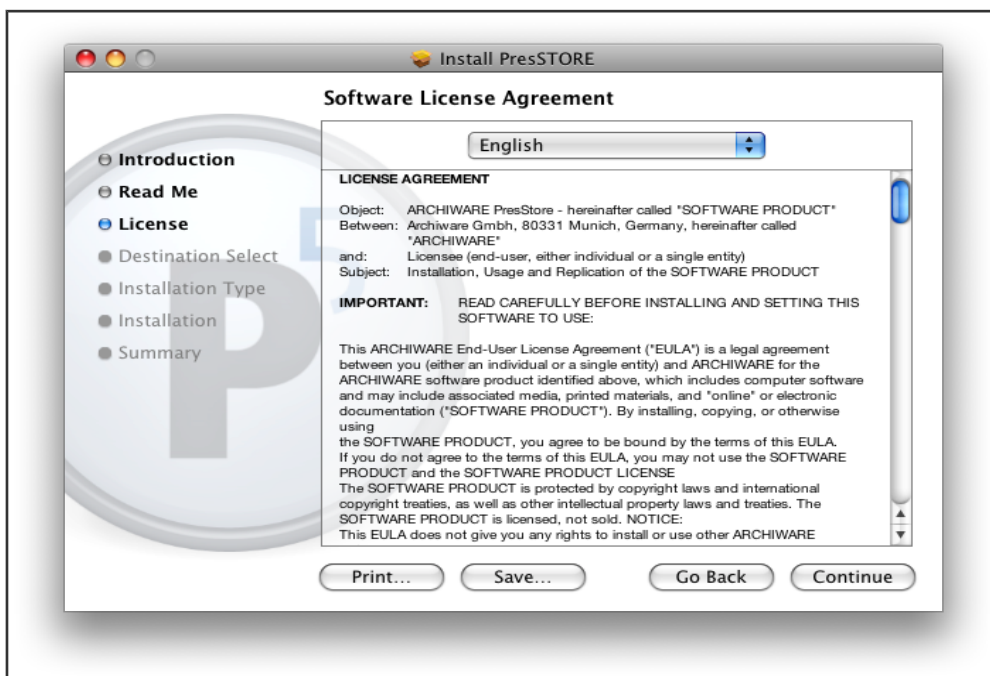 Install PresSTORE
Software License Agreement
Introduction
Read Me
License
Destination Select
Installation Type
Installation
Summary
P5
English
LICENSE AGREEMENT
Object: ARCHIWARE PresStore - hereinafter called "SOFTWARE PRODUCT"
Between: Archiware Gmbh, 80331 Munich, Germany, hereinafter called
"ARCHIWARE"
and: Licensee (end-user, either individual or a single entity)
Subject: Installation, Usage and Replication of the SOFTWARE PRODUCT
IMPORTANT: READ CAREFULLY BEFORE INSTALLING AND SETTING THIS
SOFTWARE TO USE:
This ARCHIWARE End-User License Agreement ("EULA") is a legal agreement
between you (either an individual or a single entity) and ARCHIWARE for the
ARCHIWARE software product identified above, which includes computer software
and may include associated media, printed materials, and "online" or electronic
documentation ("SOFTWARE PRODUCT"). By installing, copying, or otherwise
using
the SOFTWARE PRODUCT, you agree to be bound by the terms of this EULA.
If you do not agree to the terms of this EULA, you may not use the SOFTWARE
PRODUCT and the SOFTWARE PRODUCT LICENSE
The SOFTWARE PRODUCT is protected by copyright laws and international
copyright treaties, as well as other intellectual property laws and treaties. The
SOFTWARE PRODUCT is licensed, not sold. NOTICE:
This EULA does not give you any rights to install or use other ARCHIWARE
Print...
Save...
Go Back
Continue